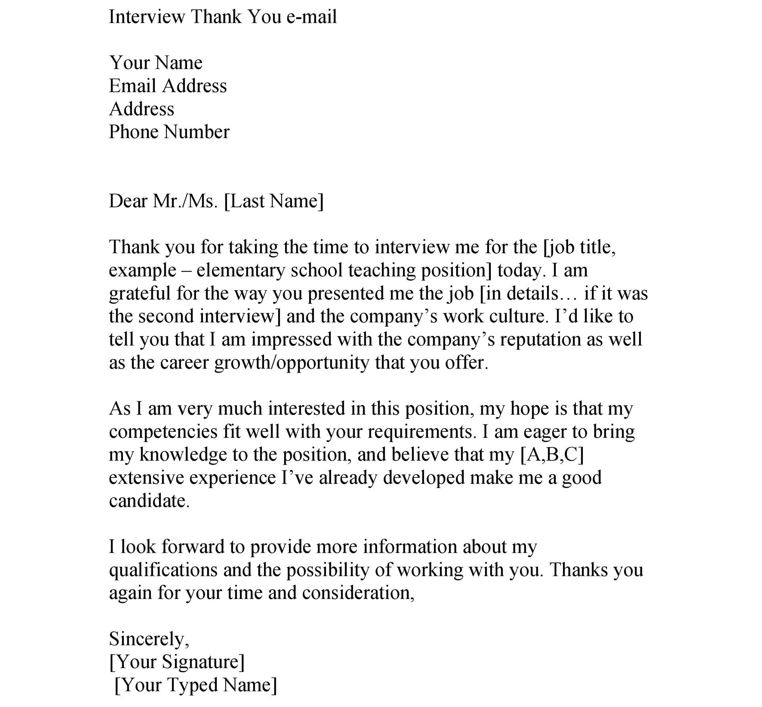 Interview Thank You e-mail
Your Name
Email Address
Address
Phone Number
Dear Mr./Ms. [Last Name]
Thank you for taking the time to interview me for the [job title,
example – elementary school teaching position] today. I am
grateful for the way you presented me the job [in details… if it was
the second interview] and the company’s work culture. I’d like to
tell you that I am impressed with the company’s reputation as well
as the career growth/opportunity that you offer.
As I am very much interested in this position, my hope is that my
competencies fit well with your requirements. I am eager to bring
my knowledge to the position, and believe that my [A,B,C]
extensive experience I’ve already developed make me a good
candidate.
I look forward to provide more information about my
qualifications and the possibility of working with you. Thanks you
again for your time and consideration,
Sincerely,
[Your Signature]
[Your Typed Name]